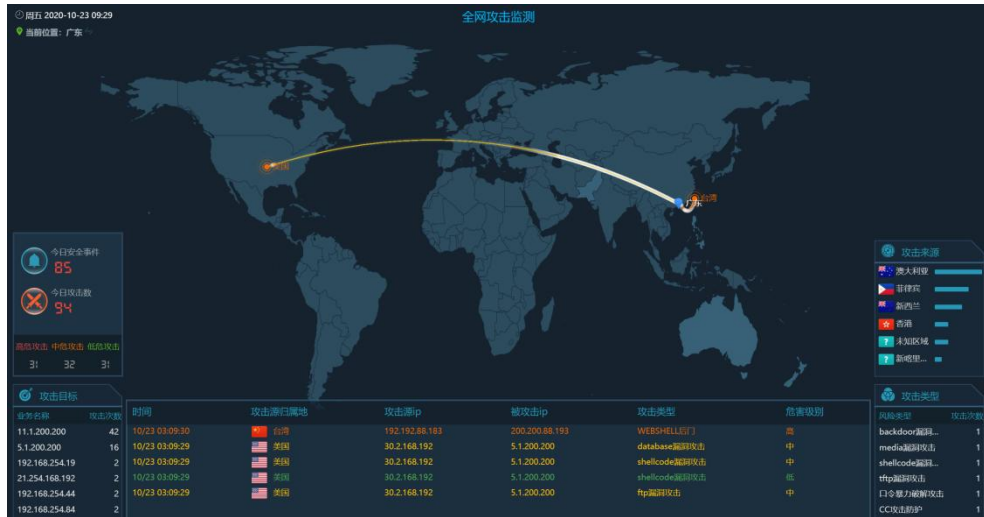 周五 2020-10-23 09:29
全网攻击监测
当前位置：广东
美国
台湾
广东
今日安全事件
85
今日攻击数
94
高危攻击 中危攻击 低危攻击
31 32 31
攻击来源
澳大利亚
菲律宾
新西兰
香港
未知区域
新喀里...
攻击目标
业务名称 攻击次数
11.1.200.200 42
5.1.200.200 16
192.168.254.19 2
21.254.168.192 2
192.168.254.44 2
192.168.254.84 2
时间 攻击源归属地 攻击源ip 被攻击ip 攻击类型 危害级别
10/23 03:09:30 台湾 192.192.88.183 200.200.88.193 WEBSHELL后门 高
10/23 03:09:29 美国 30.2.168.192 5.1.200.200 database漏洞攻击 中
10/23 03:09:29 美国 30.2.168.192 5.1.200.200 shellcode漏洞攻击 中
10/23 03:09:29 美国 30.2.168.192 5.1.200.200 shellcode漏洞攻击 低
10/23 03:09:29 美国 30.2.168.192 5.1.200.200 ftp漏洞攻击 中
攻击类型
风险类型 攻击次数
backdoor漏洞... 1
media漏洞攻击 1
shellcode漏洞... 1
tftp漏洞攻击 1
口令暴力破解攻击 1
CC攻击防护 1